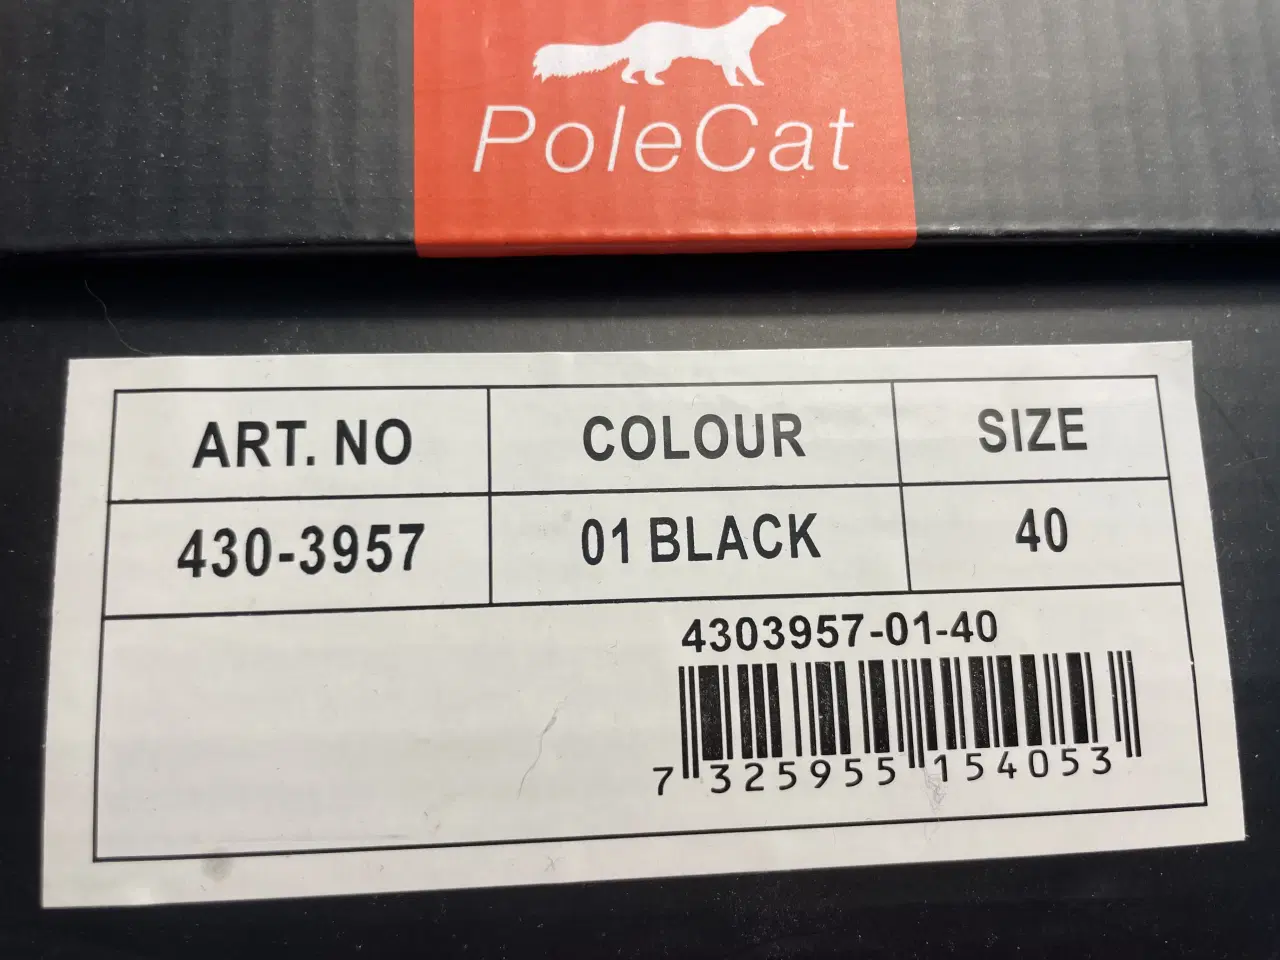 PoleCat
ART. NO COLOUR SIZE
430-3957 01 BLACK 40
4303957-01-40
7 325955 154053